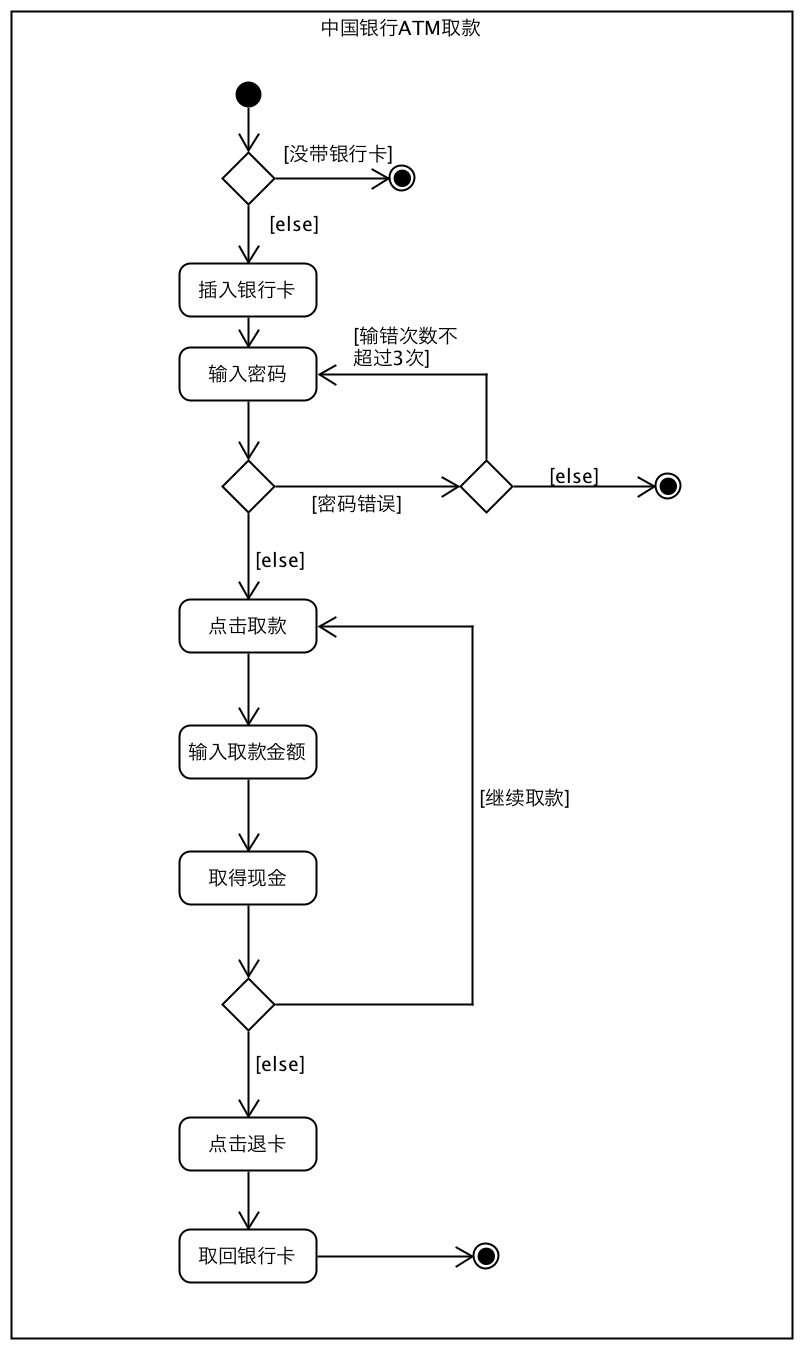 中国银行ATM取款
[没带银行卡]
[else]
插入银行卡
[输错次数不
超过3次]
输入密码
[else]
[密码错误]
[else]
点击取款
输入取款金额
[继续取款]
取得现金
[else]
点击退卡
取回银行卡